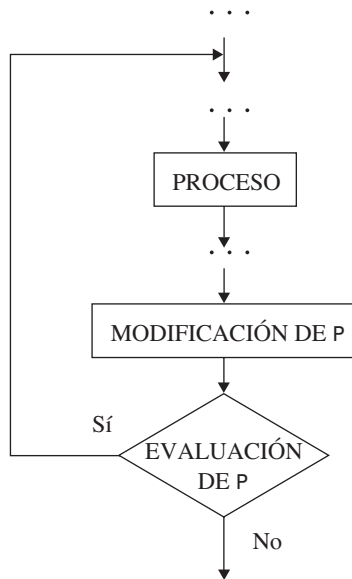 . . .
. . .
PROCESO
. . .
MODIFICACIÓN DE P
Sí
EVALUACIÓN
DE P
No